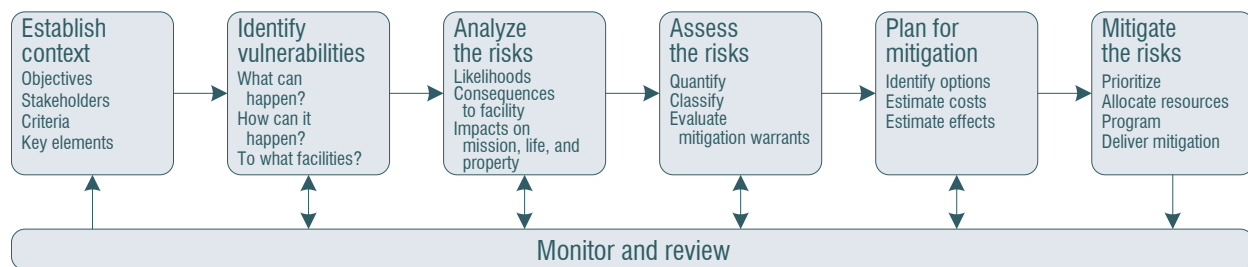 Establish
context
Objectives
Stakeholders
Criteria
Key elements
Identify
vulnerabilities
What can
happen?
How can it
happen?
To what facilities?
Analyze
the risks
Likelihoods
Consequences
to facility
Impacts on
mission, life, and
property
Assess
the risks
Quantify
Classify
Evaluate
mitigation warrants
Plan for
mitigation
Identify options
Estimate costs
Estimate effects
Mitigate
the risks
Prioritize
Allocate resources
Program
Deliver mitigation
Monitor and review